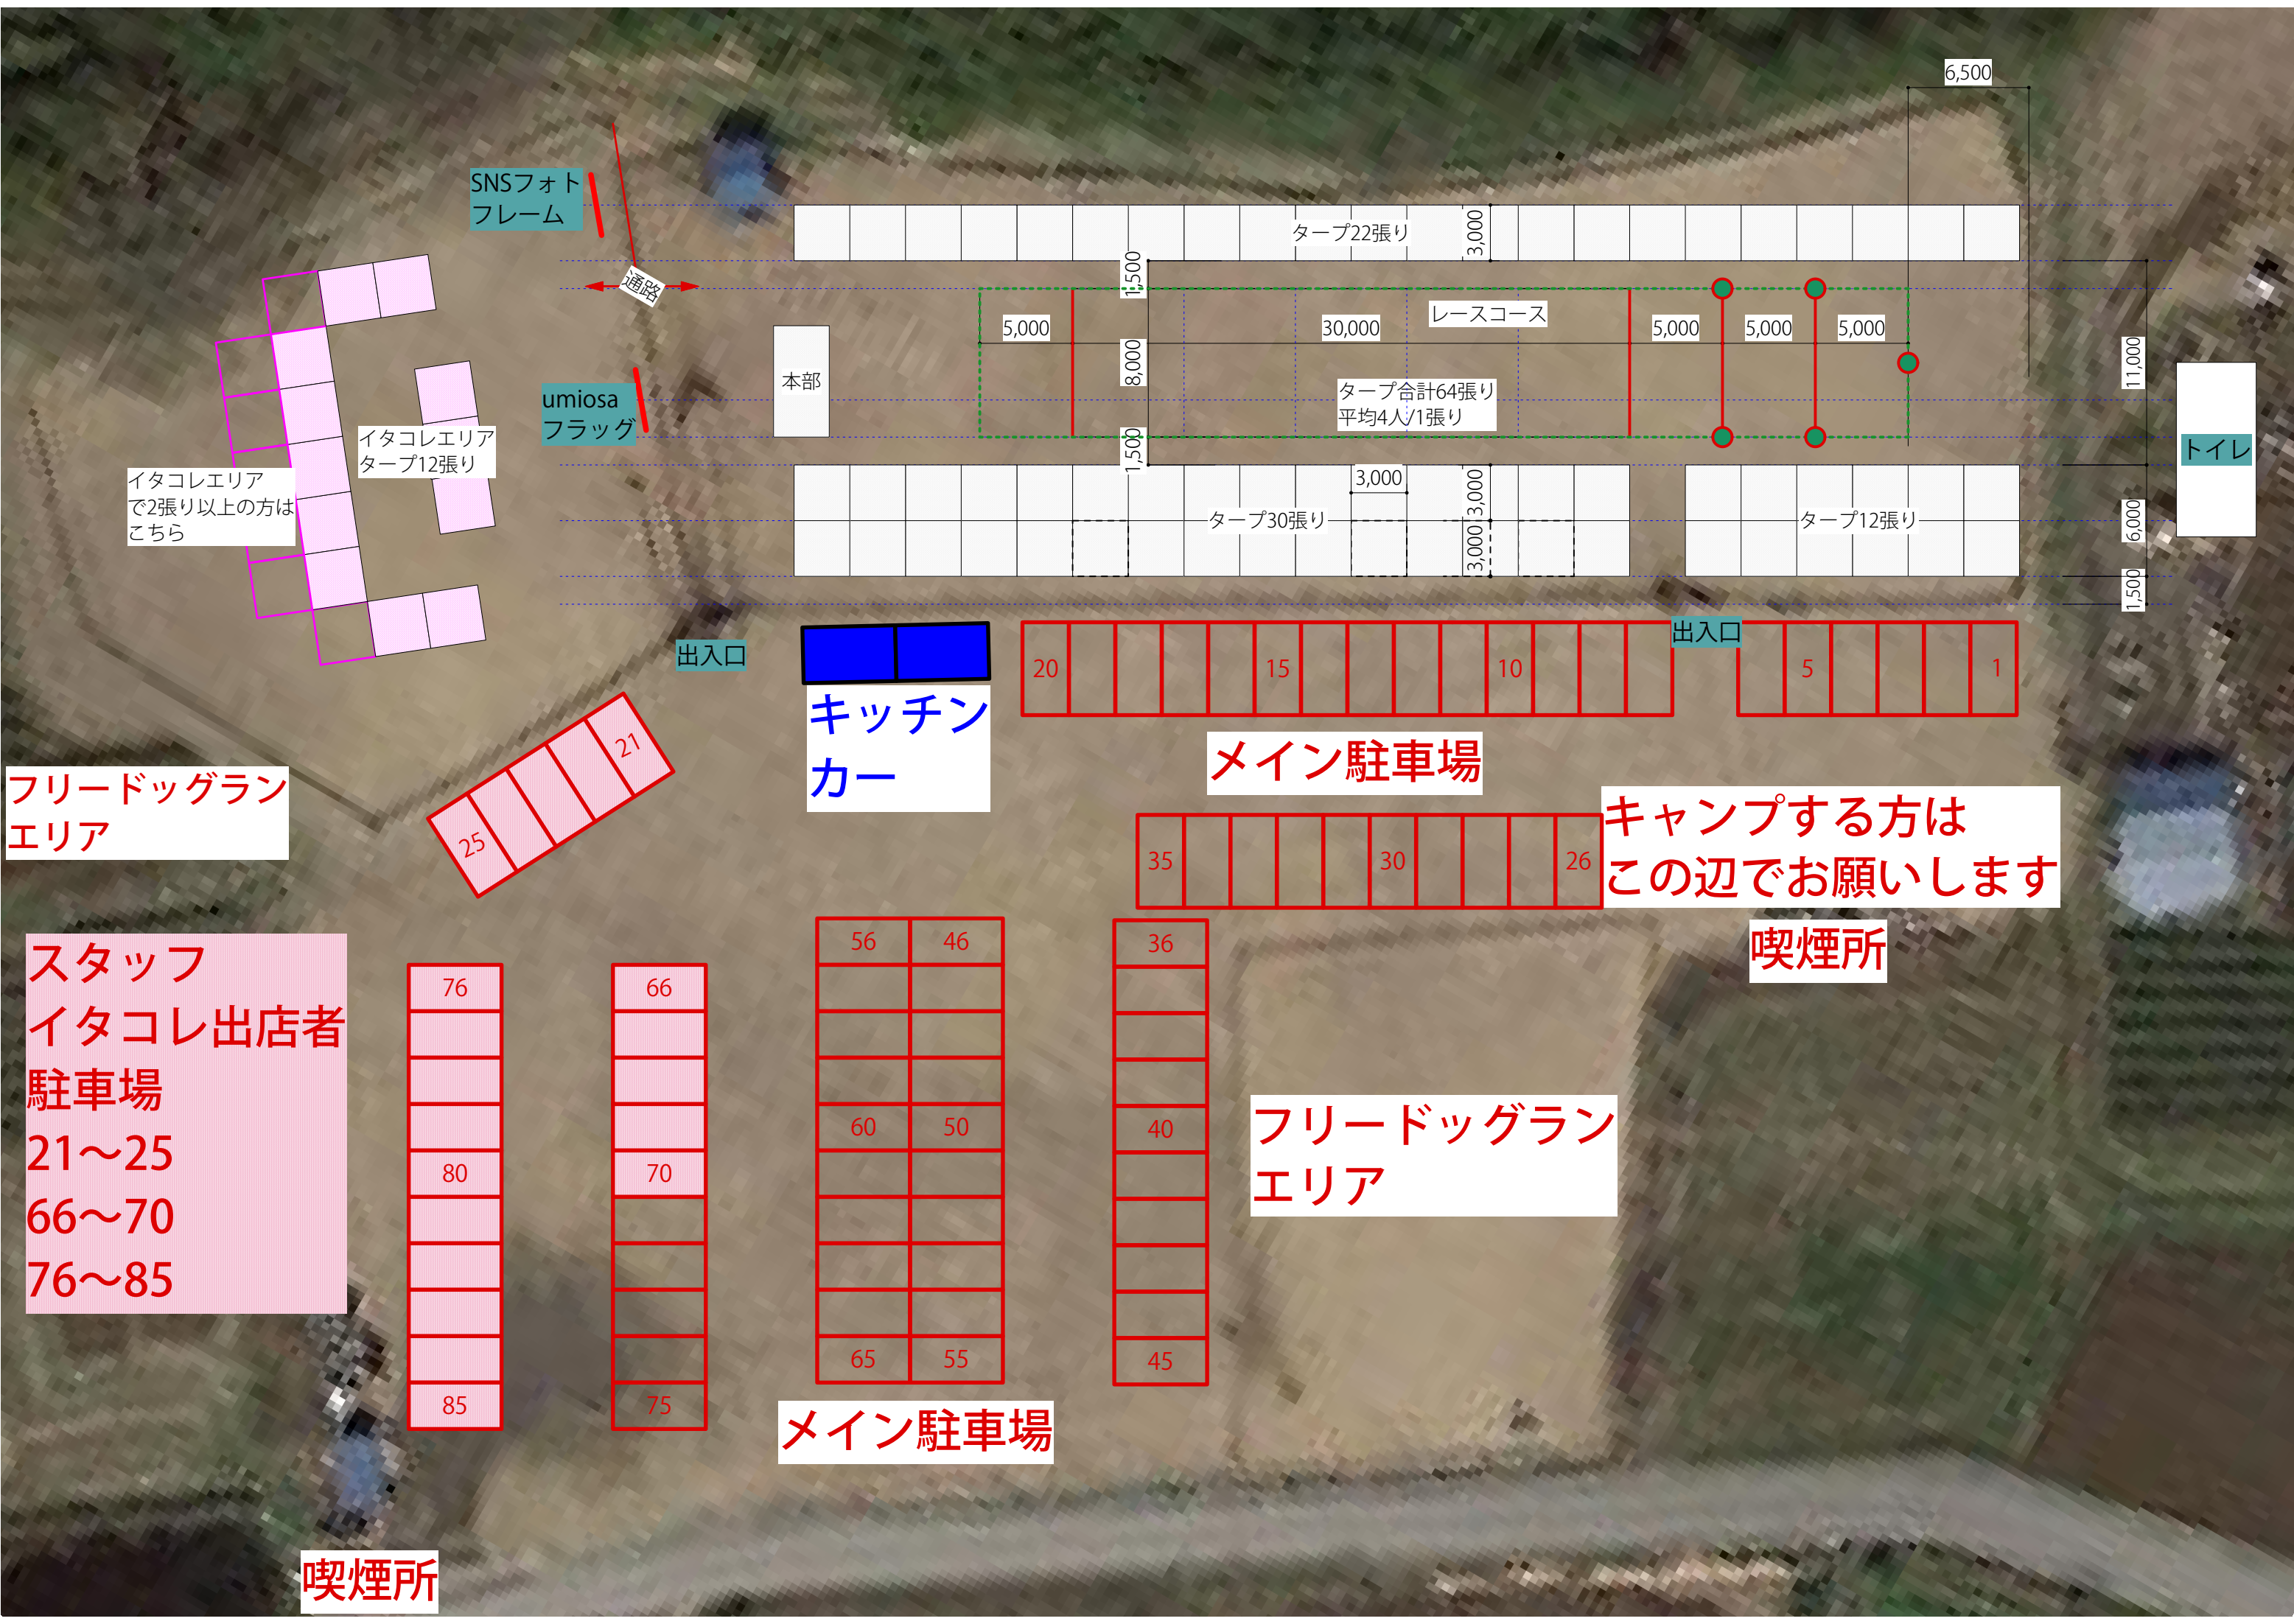 6,500
SNSフォト
フレーム
タープ22張り
3,000
通路
1,500
レースコース
5,000
30,000
5,000
5,000
5,000
8,000
11,000
本部
タープ合計64張り
平均4人/1張り
umiosa
フラッグ
イタコレエリア
タープ12張り
イタコレエリア
で2張り以上の方は
こちら
トイレ
1,500
3,000
3,000
タープ30張り
3,000
タープ12張り
6,000
1,500
出入口
出入口
20
15
10
5
1
キッチン
カー
メイン駐車場
21
25
フリードッグラン
エリア
35
30
26
キャンプする方は
この辺でお願いします
喫煙所
スタッフ
イタコレ出店者
駐車場
21～25
66～70
76～85
76
80
85
66
70
75
56
46
60
50
65
55
36
40
45
フリードッグラン
エリア
メイン駐車場
喫煙所